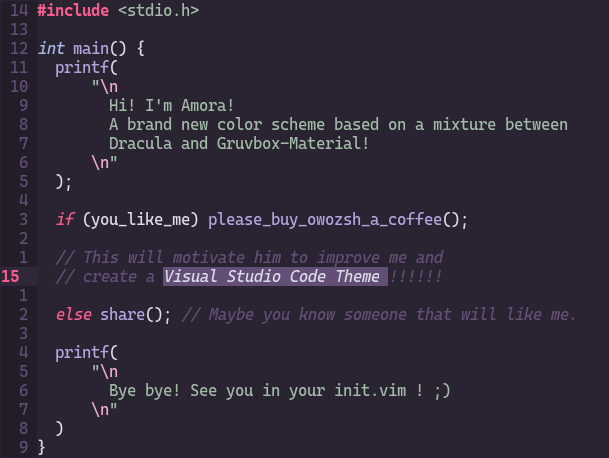 14 #include <stdio.h>
13
12 int main() {
11   printf(
10       "\n
9         Hi! I'm Amora!
8         A brand new color scheme based on a mixture between
7         Dracula and Gruvbox-Material!
6       \n"
5   );
4
3   if (you_like_me) please_buy_owozsh_a_coffee();
2
1   // This will motivate him to improve me and
15   // create a Visual Studio Code Theme !!!!!!
1
2   else share(); // Maybe you know someone that will like me.
3
4   printf(
5       "\n
6         Bye bye! See you in your init.vim ! ;)
7       \n"
8   )
9 }